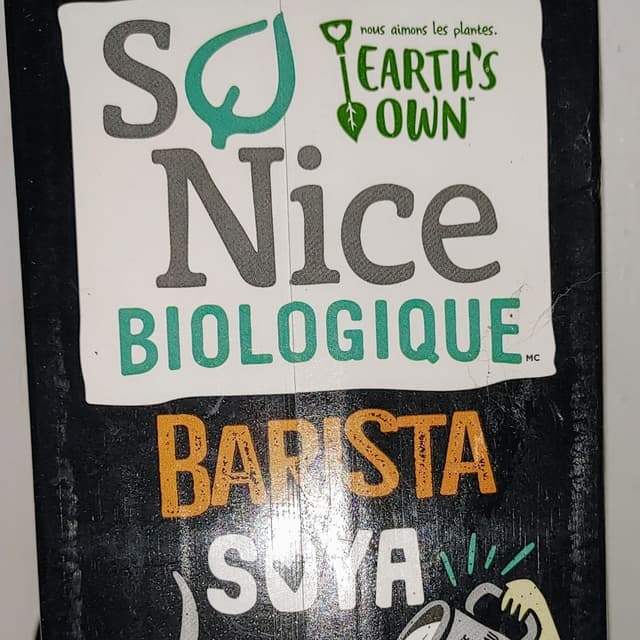 So
nous aimons les plantes.
EARTH'S
OWN
Nice
BIOLOGIQUE MC
BARISTA
SOYA